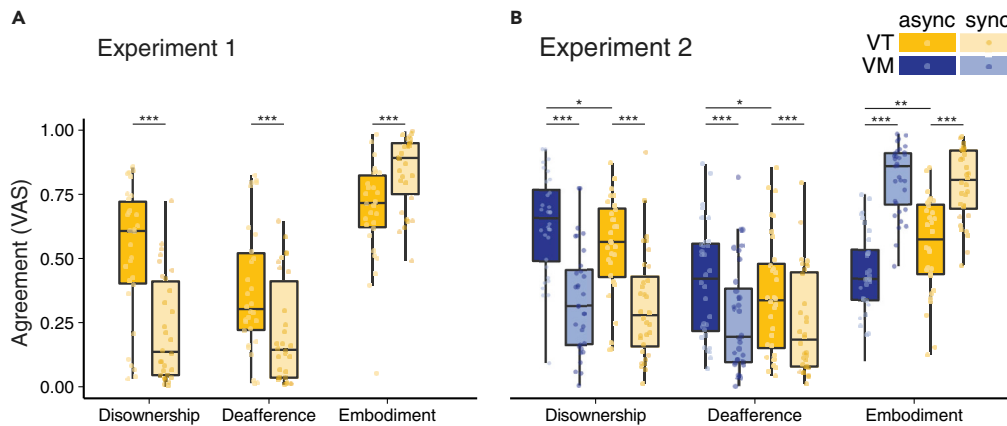 A
Experiment 1
B
Experiment 2
async sync
VT
VM
Agreement (VAS)
1.00
0.75
0.50
0.25
0.00
***
***
***
*
***
***
*
***
***
**
***
***
Disownership Deafference Embodiment
Disownership Deafference Embodiment